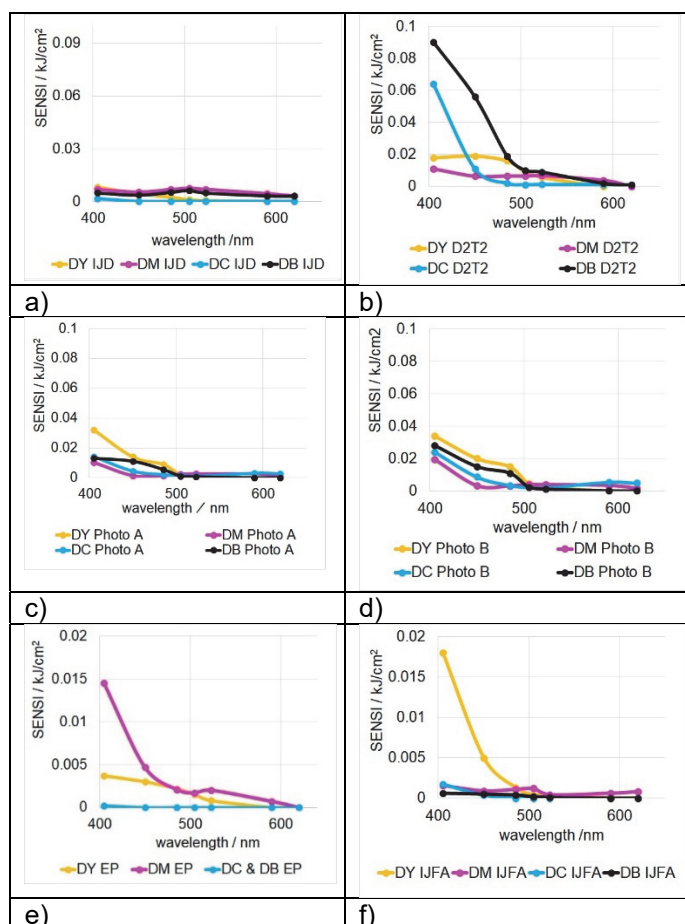 SENSI / kJ/cm²
0.09
0.06
0.03
0
400
500
600
wavelength /nm
DY IJD DM IJD DC IJD DB IJD
a)
SENSI / kJ/cm²
0.1
0.08
0.06
0.04
0.02
0
400
500
600
wavelength /nm
DY D2T2 DM D2T2
DC D2T2 DB D2T2
b)
SENSI / kJ/cm²
0.1
0.08
0.06
0.04
0.02
0
400
500
600
wavelength / nm
DY Photo A DM Photo A
DC Photo A DB Photo A
c)
SENSI / kJ/cm2
0.1
0.08
0.06
0.04
0.02
0
400
500
600
wavelength / nm
DY Photo B DM Photo B
DC Photo B DB Photo B
d)
SENSI / kJ/cm²
0.02
0.015
0.01
0.005
0
400
500
600
wavelength / nm
DY EP DM EP DC & DB EP
e)
SENSI / kJ/cm²
0.02
0.015
0.01
0.005
0
400
500
600
wavelength / nm
DY IJFA DM IJFA DC IJFA DB IJFA
f)